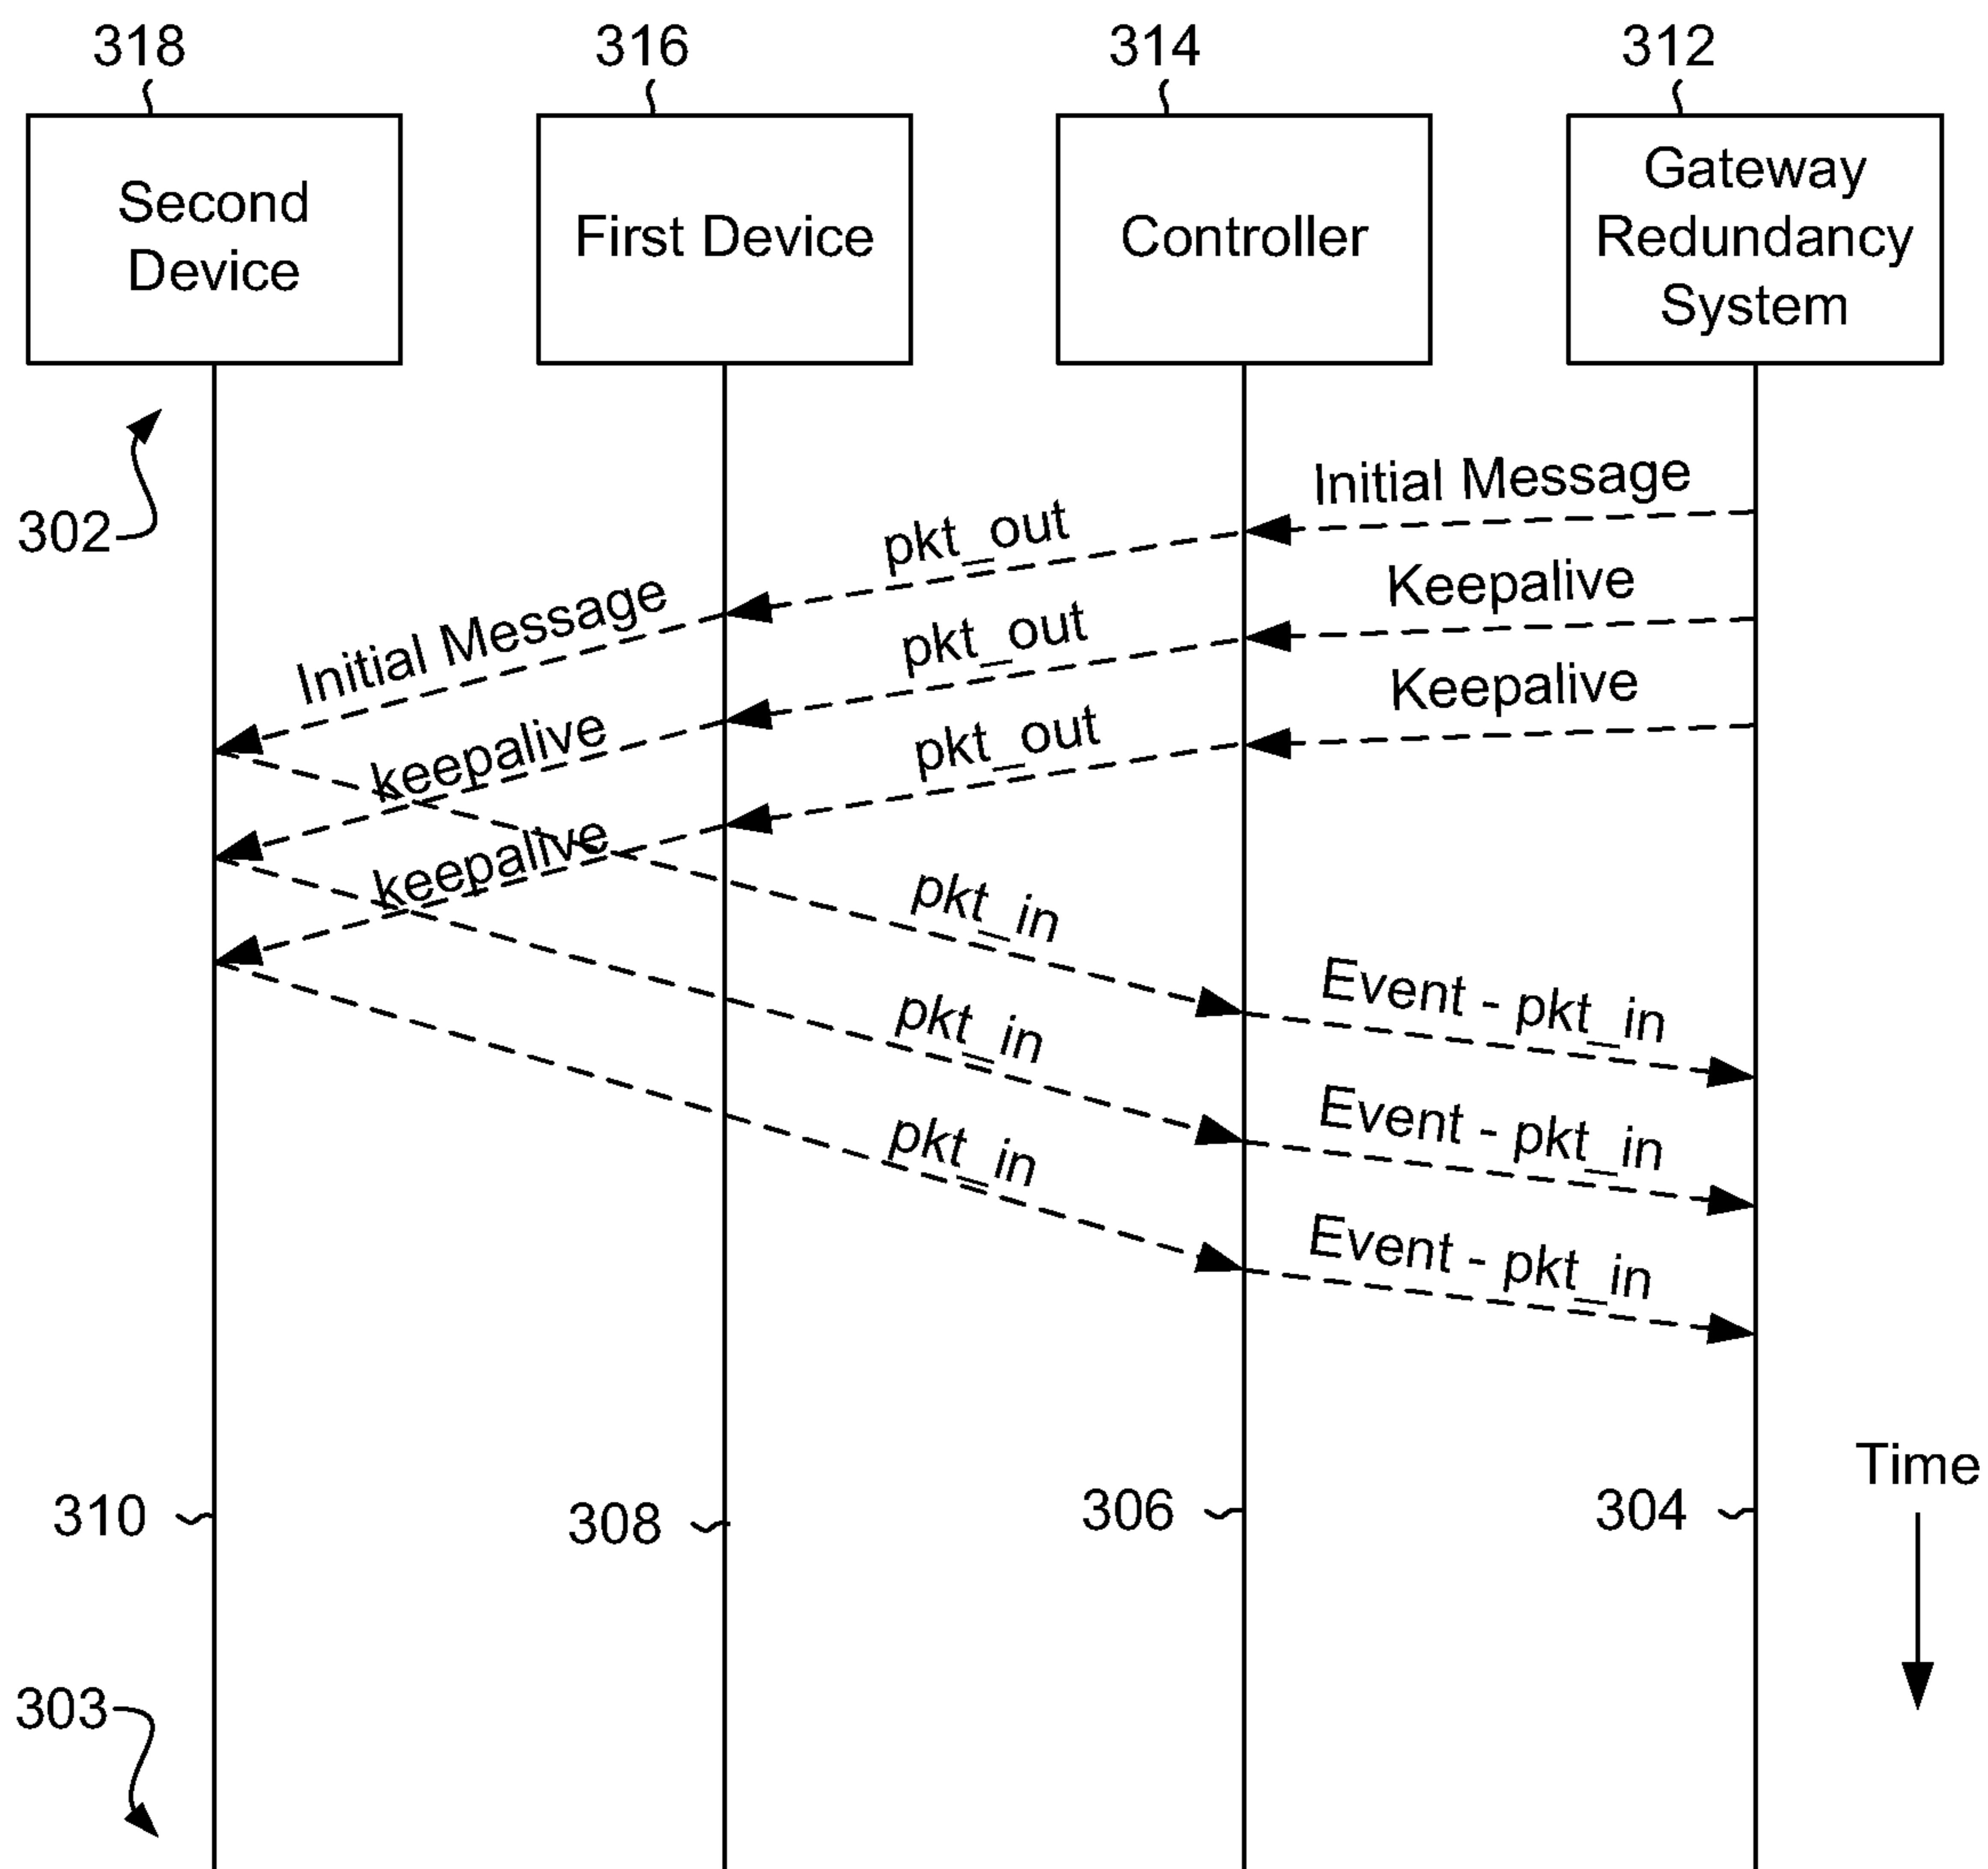 318
316
314
312
Second
Device
First Device
Controller
Gateway
Redundancy
System
302
Initial Message
pkt_out
Initial Message
Keepalive
pkt_out
keepalive
Keepalive
pkt_out
keepalive
pkt_in
Event - pkt_in
pkt_in
Event - pkt_in
pkt_in
Event - pkt_in
Time
310
308
306
304
303